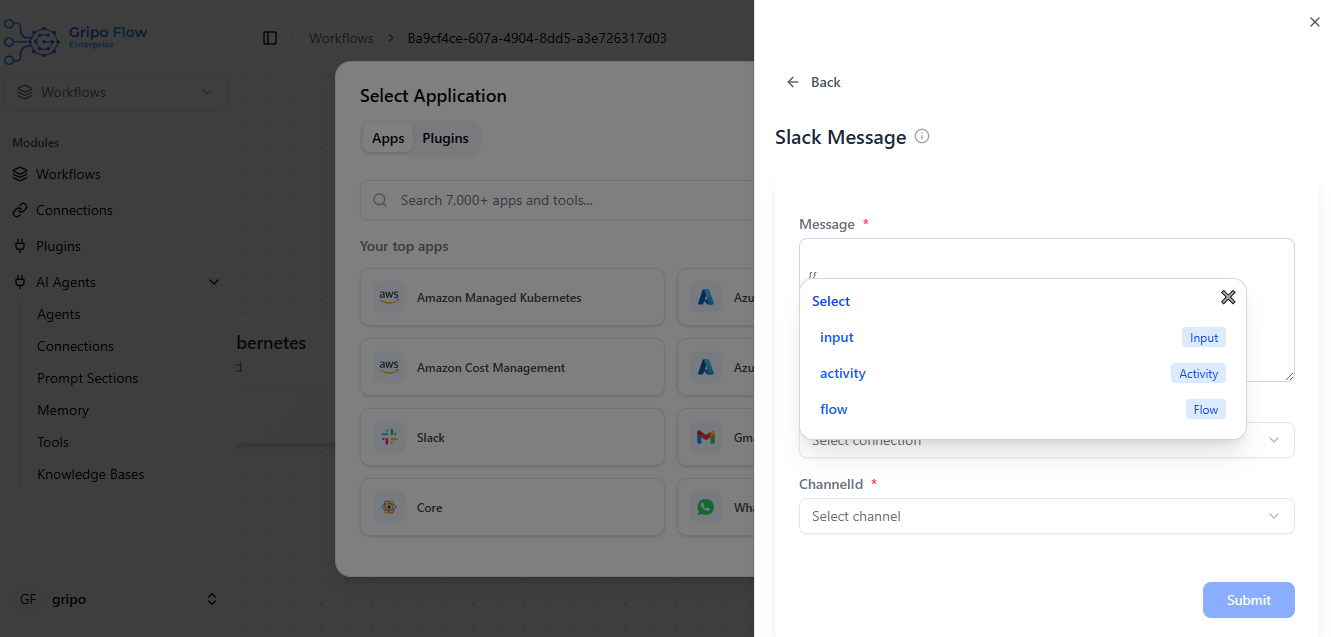 Gripo Flow
Enterprise
Workflows
Modules
Workflows
Connections
Plugins
AI Agents
Agents
Connections
Prompt Sections
Memory
Tools
Knowledge Bases
GF gripo
Workflows > Ba9cf4ce-607a-4904-8dd5-a3e726317d03
bernetes
d
Select Application
Apps Plugins
Search 7,000+ apps and tools...
Your top apps
aws Amazon Managed Kubernetes
Azu
aws Amazon Cost Management
Azu
Slack
Gm
Core
Wha
Back
Slack Message
Message *
{{
Select
input Input
activity Activity
flow Flow
Select connection
ChannelId *
Select channel
Submit